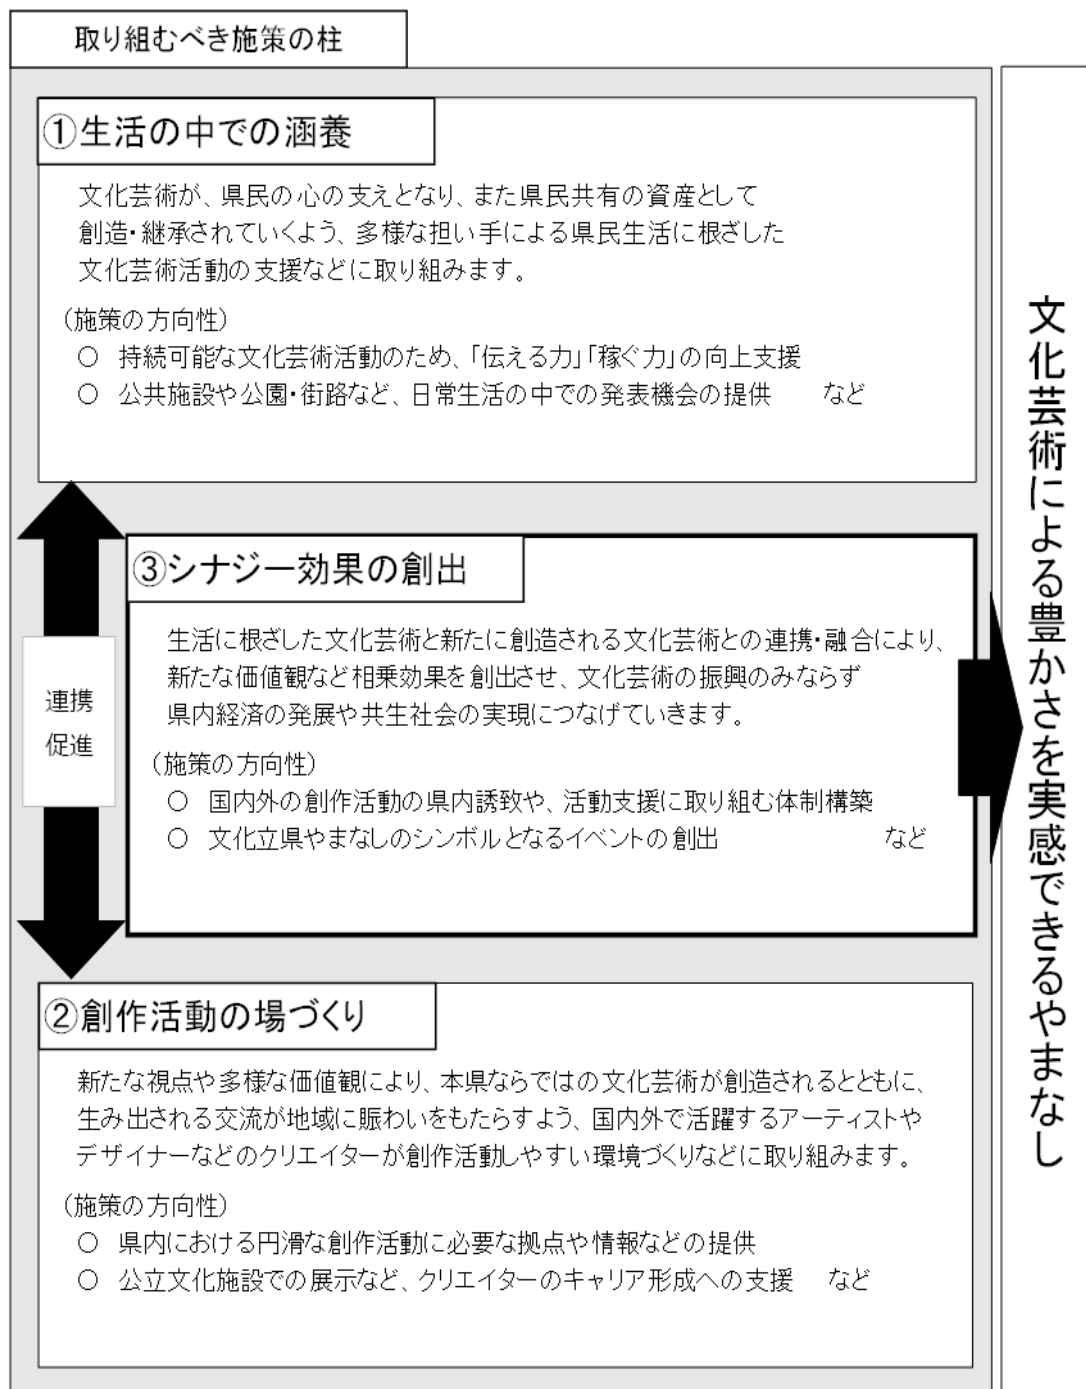 取り組むべき施策の柱
①生活の中での涵養
文化芸術が、県民の心の支えとなり、また県民共有の資産として
創造・継承されていくよう、多様な担い手による県民生活に根ざした
文化芸術活動の支援などに取り組みます。
(施策の方向性)
○ 持続可能な文化芸術活動のため、「伝える力」「稼ぐ力」の向上支援
○ 公共施設や公園・街路など、日常生活の中での発表機会の提供 など
連携
促進
③シナジー効果の創出
生活に根ざした文化芸術と新たに創造される文化芸術との連携・融合により、
新たな価値観など相乗効果を創出させ、文化芸術の振興のみならず
県内経済の発展や共生社会の実現につなげていきます。
(施策の方向性)
○ 国内外の創作活動の県内誘致や、活動支援に取り組む体制構築
○ 文化立県やまなしのシンボルとなるイベントの創出 など
②創作活動の場づくり
新たな視点や多様な価値観により、本県ならではの文化芸術が創造されるとともに、
生み出される交流が地域に賑わいをもたらすよう、国内外で活躍するアーティストや
デザイナーなどのクリエイターが創作活動しやすい環境づくりなどに取り組みます。
(施策の方向性)
○ 県内における円滑な創作活動に必要な拠点や情報などの提供
○ 公立文化施設での展示など、クリエイターのキャリア形成への支援 など
文化芸術による豊かさを実感できるやまなし